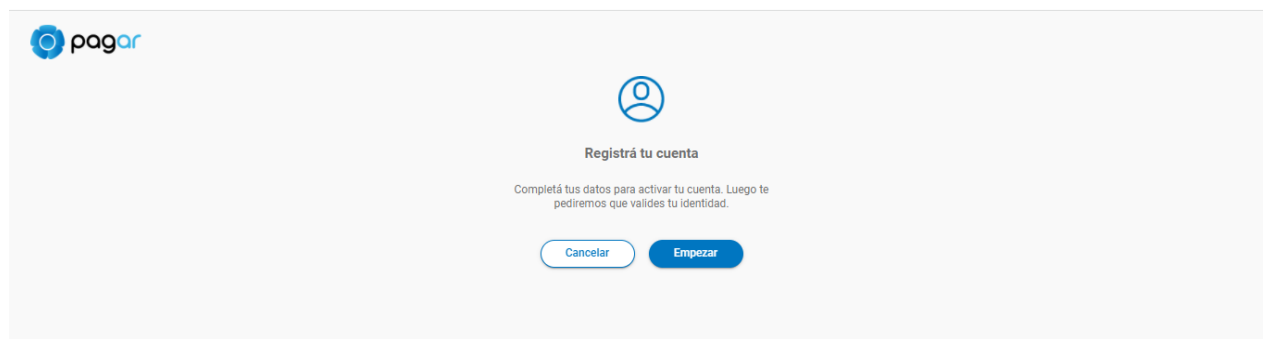 pagar
Registrá tu cuenta
Completá tus datos para activar tu cuenta. Luego te
pediremos que valides tu identidad.
Cancelar
Empezar